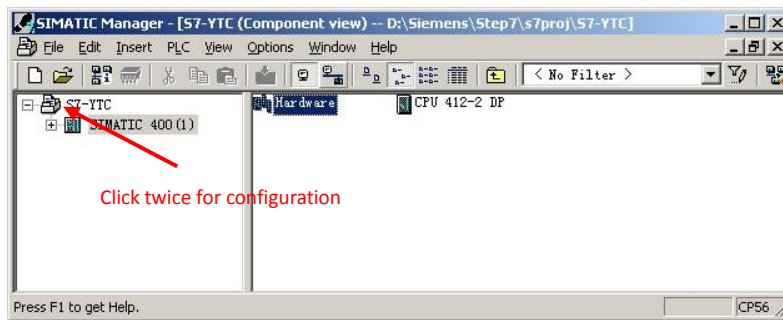 SIMATIC Manager - [S7-YTC (Component view) -- D:\Siemens\Step7\s7proj\S7-YTC]
File Edit Insert PLC View Options Window Help
< No Filter >
S7-YTC
Hardware
CPU 412-2 DP
SIMATIC 400(1)
Click twice for configuration
Press F1 to get Help.
CP56